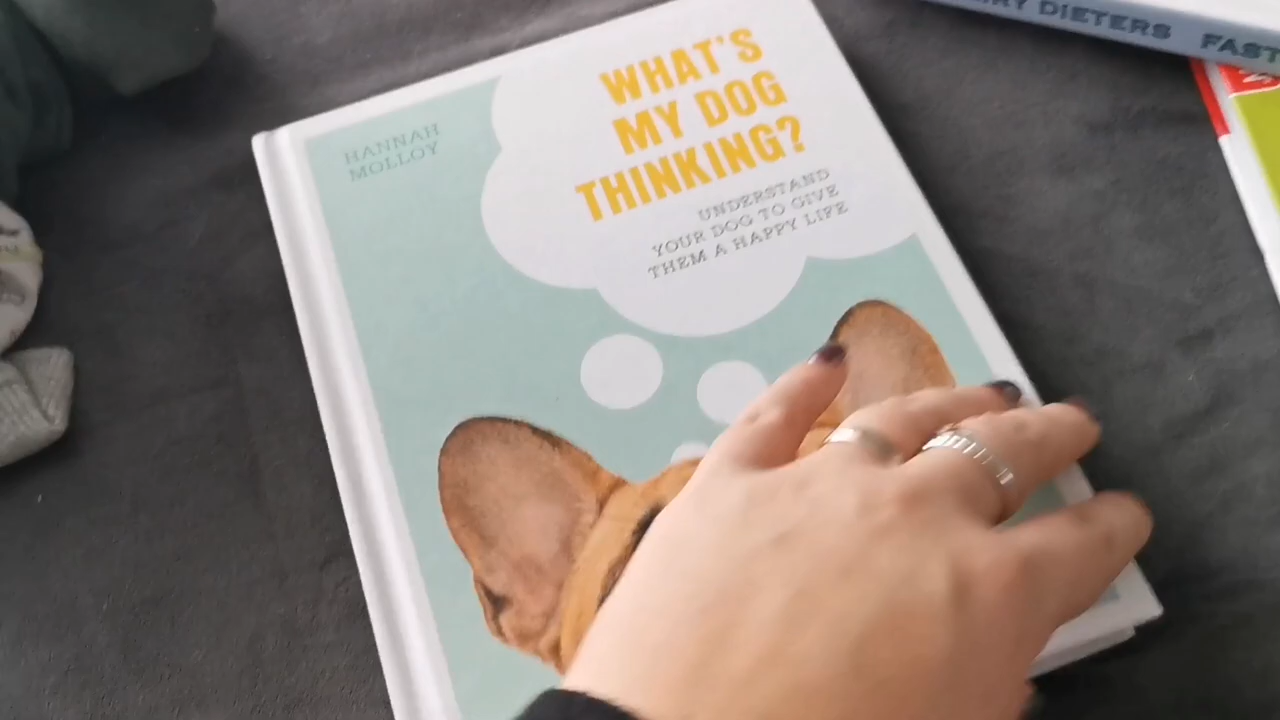 HANNAH
MOLLOY
WHAT'S
MY DOG
THINKING?
UNDERSTAND
YOUR DOG TO GIVE
THEM A HAPPY LIFE
DIETERS FAST